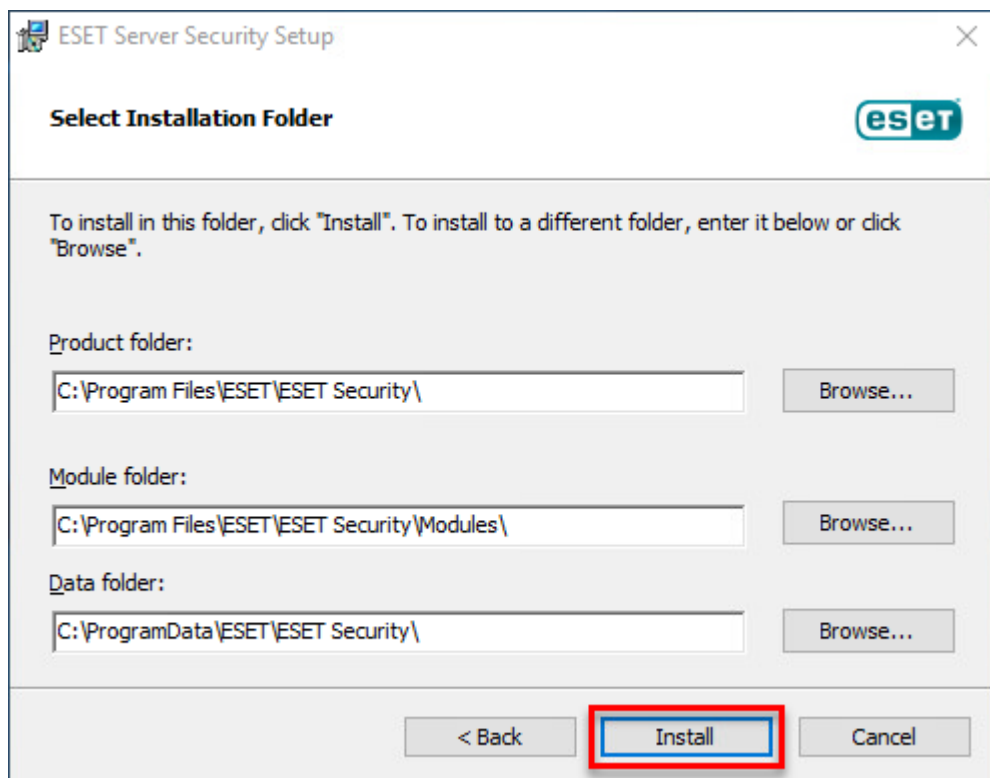 ESET Server Security Setup
Select Installation Folder
eseT
To install in this folder, click "Install". To install to a different folder, enter it below or click
"Browse".
Product folder:
C:\Program Files\ESET\ESET Security\
Browse...
Module folder:
C:\Program Files\ESET\ESET Security\Modules\
Browse...
Data folder:
C:\ProgramData\ESET\ESET Security\
Browse...
< Back
Install
Cancel